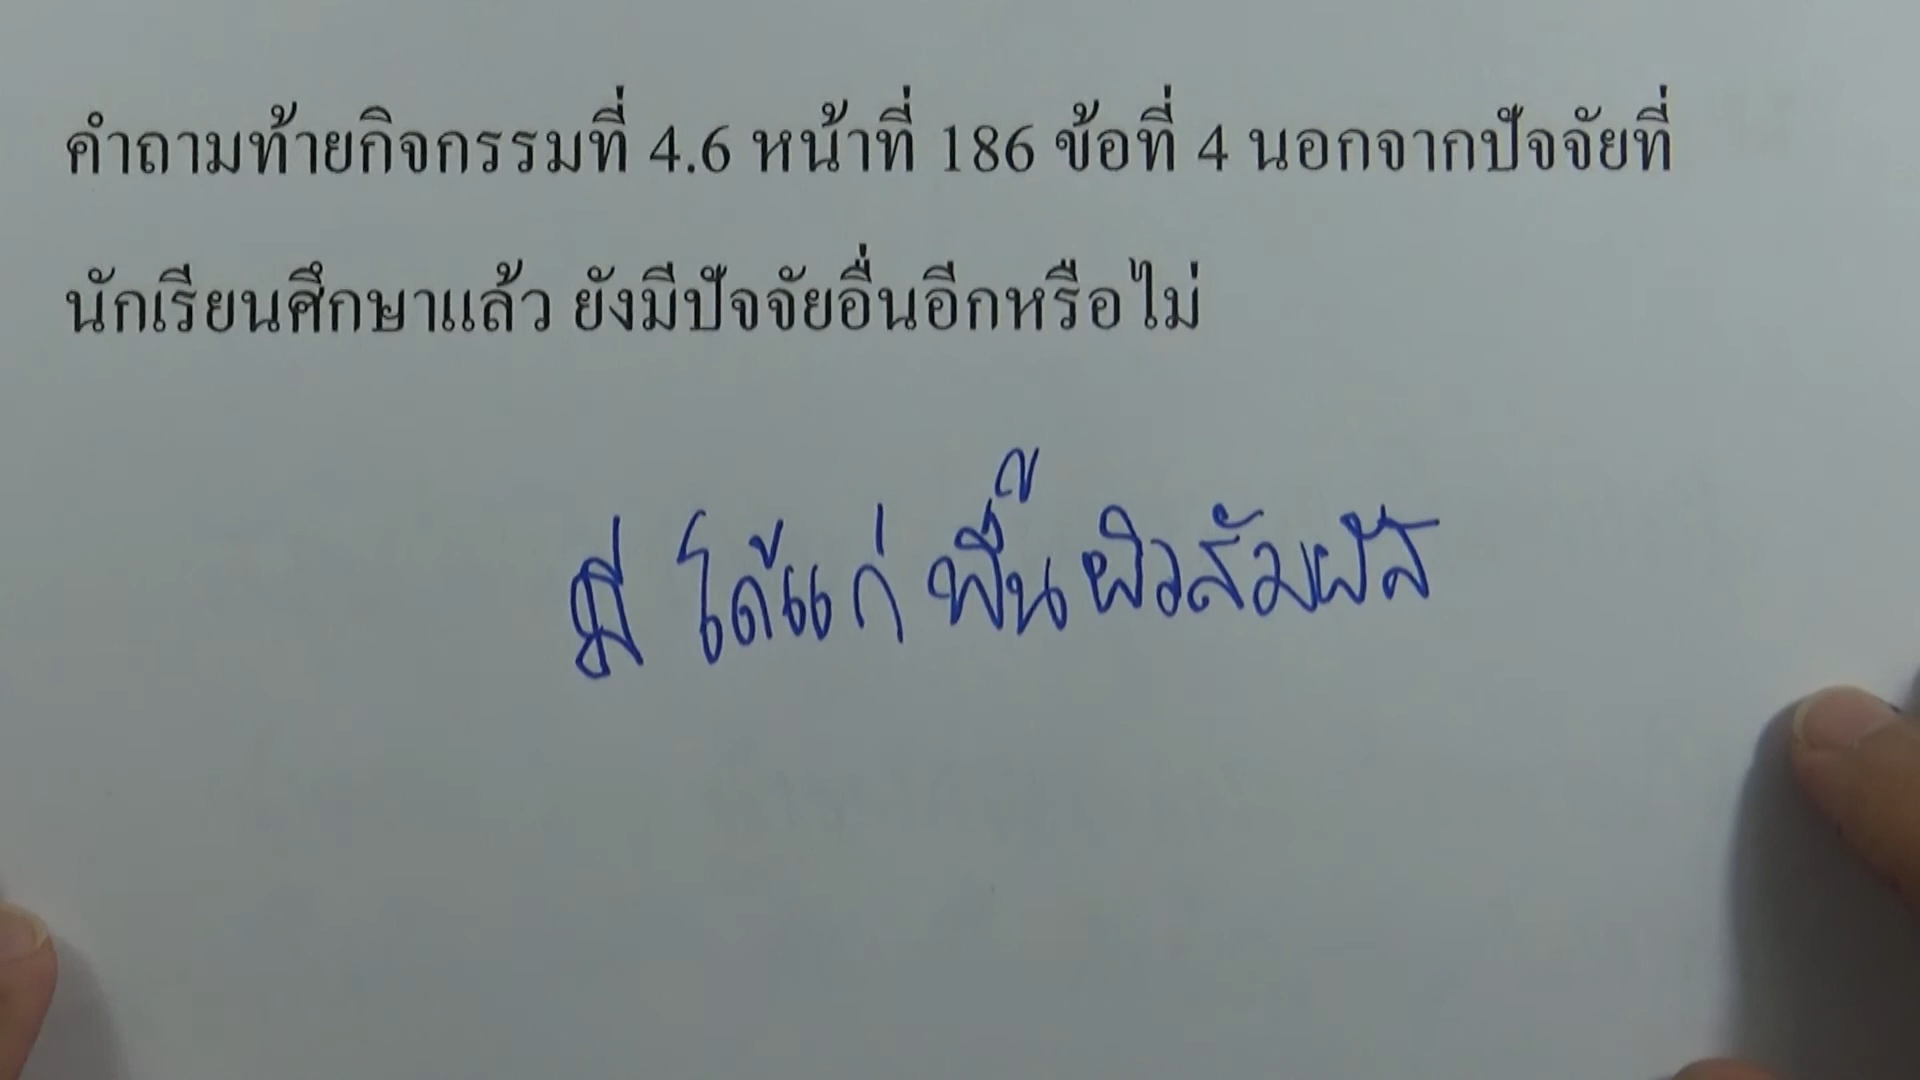 คำถามท้ายกิจกรรมที่ 4.6 หน้าที่ 186 ข้อที่ 4 นอกจากปัจจัยที่
นักเรียนศึกษาแล้ว ยังมีปัจจัยอื่นอีกหรือไม่
มี ได้แก่ พื้นผิวสัมผัส